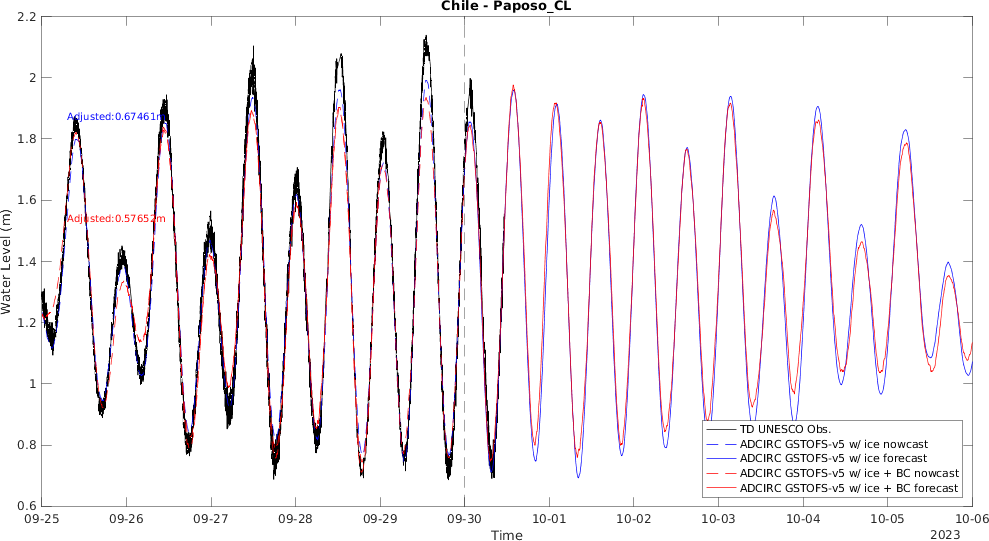 Chile - Paposo_CL
2.2
2
1.8
1.6
1.4
1.2
1
0.8
0.6
Water Level (m)
Adjusted:0.67461m
Adjusted:0.57652m
TD UNESCO Obs.
ADCIRC GSTOFS-v5 w/ ice nowcast
ADCIRC GSTOFS-v5 w/ ice forecast
ADCIRC GSTOFS-v5 w/ ice + BC nowcast
ADCIRC GSTOFS-v5 w/ ice + BC forecast
09-25 09-26 09-27 09-28 09-29 09-30 10-01 10-02 10-03 10-04 10-05 10-06
Time
2023